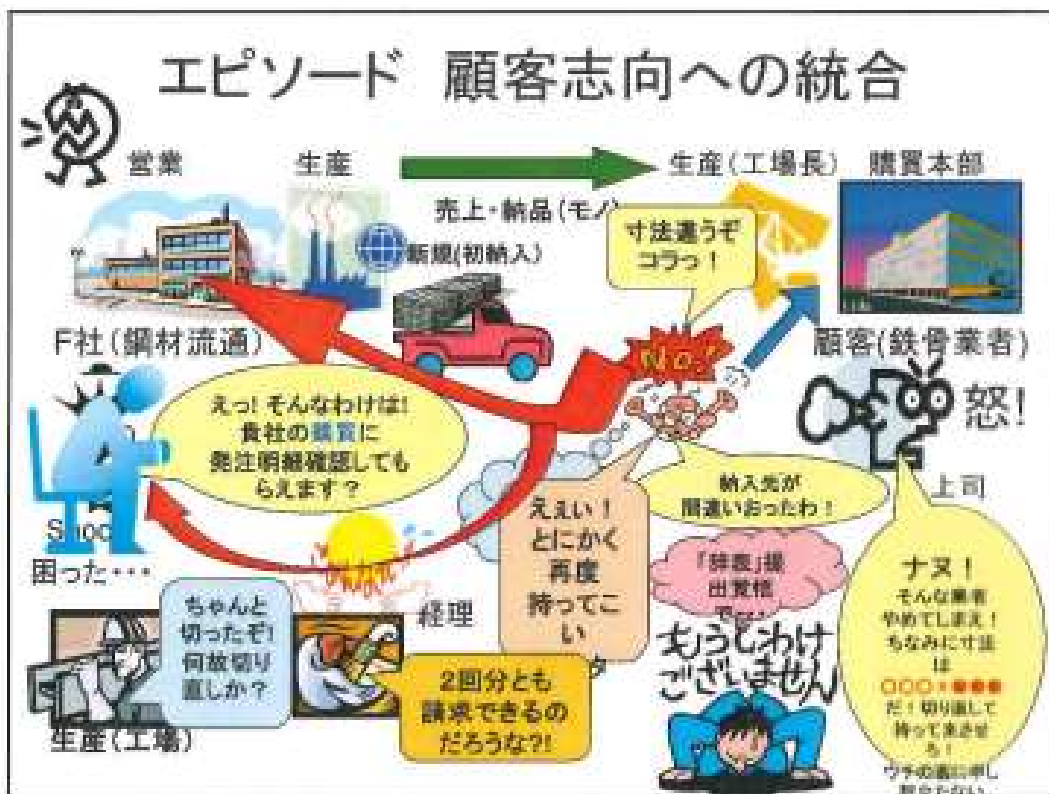 エピソード 顧客志向への統合
営業
生産
生産(工場長)
購買本部
売上・納品(モノ)
新規(初納入)
寸法違うぞ
コラっ!
F社(鋼材流通)
NO!
顧客(鉄骨業者)
怒!
えっ! そんなわけは!
貴社の購買に
発注明細確認しても
らえます?
納入先が
間違いおったわ!
上司
えぇい!
とにかく
再度
持ってこ
い
困った・・・
「辞表」提
出覚悟
で・・・
ナヌ!
そんな業者
やめてしまえ!
ちなみに寸法
は
だ!切り直して
持って来させ
ろ!
ちゃんと
切ったぞ!
何故切り
直しか?
経理
2回分とも
請求できるの
だろうな?!
もうしわけ
ございません
生産(工場)